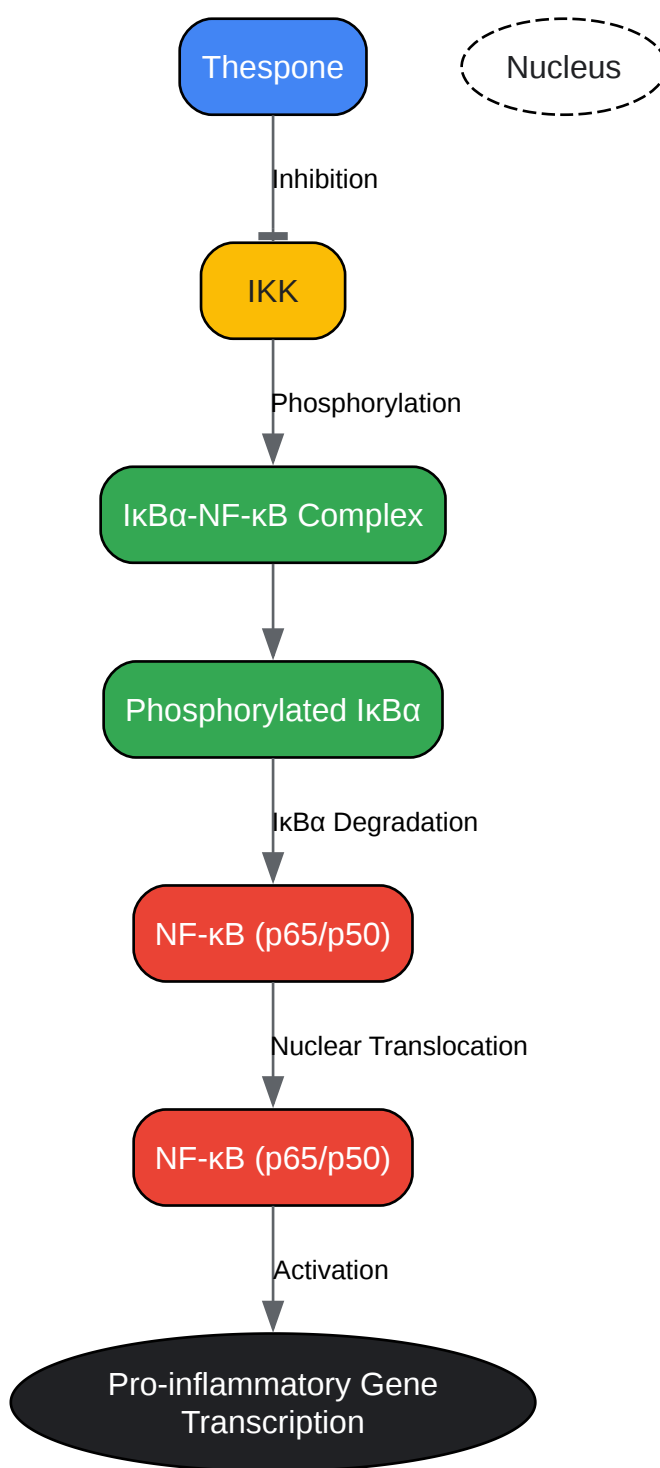 Thespone
Nucleus
Inhibition
IKK
Phosphorylation
IκBα-NF-κB Complex
Phosphorylated IκBα
IκBα Degradation
NF-κB (p65/p50)
Nuclear Translocation
NF-κB (p65/p50)
Activation
Pro-inflammatory Gene
Transcription